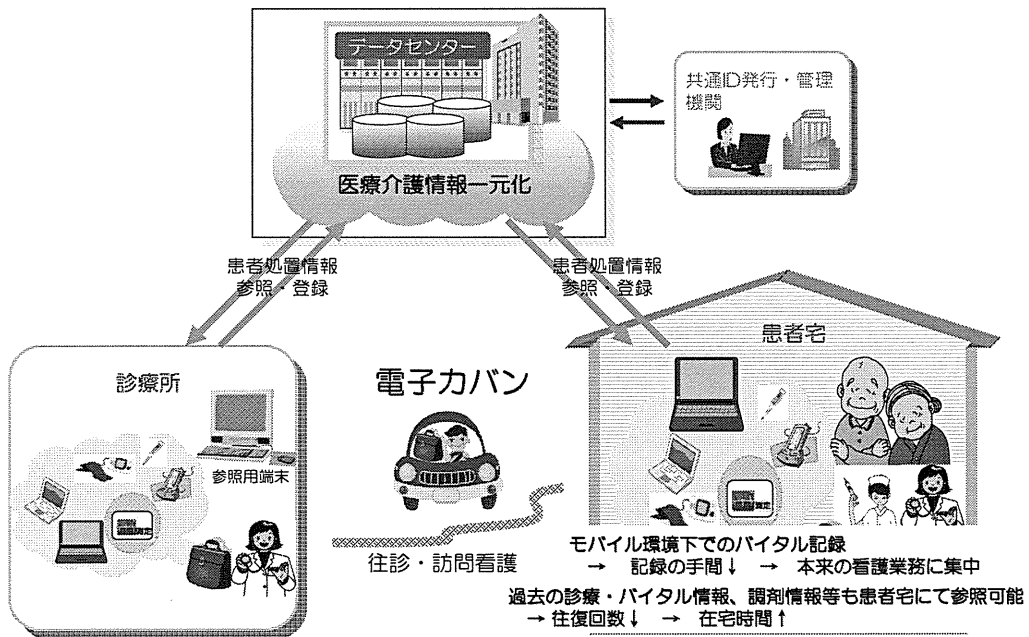 データセンター
医療介護情報一元化
共通ID発行・管理
機関
患者処置情報
参照・登録
患者処置情報
参照・登録
患者宅
診療所
参照用端末
電子カバン
往診・訪問看護
モバイル環境下でのバイタル記録
→ 記録の手間↓ → 本来の看護業務に集中
過去の診療・バイタル情報、調剤情報等も患者宅にて参照可能
→往復回数↓ → 在宅時間↑